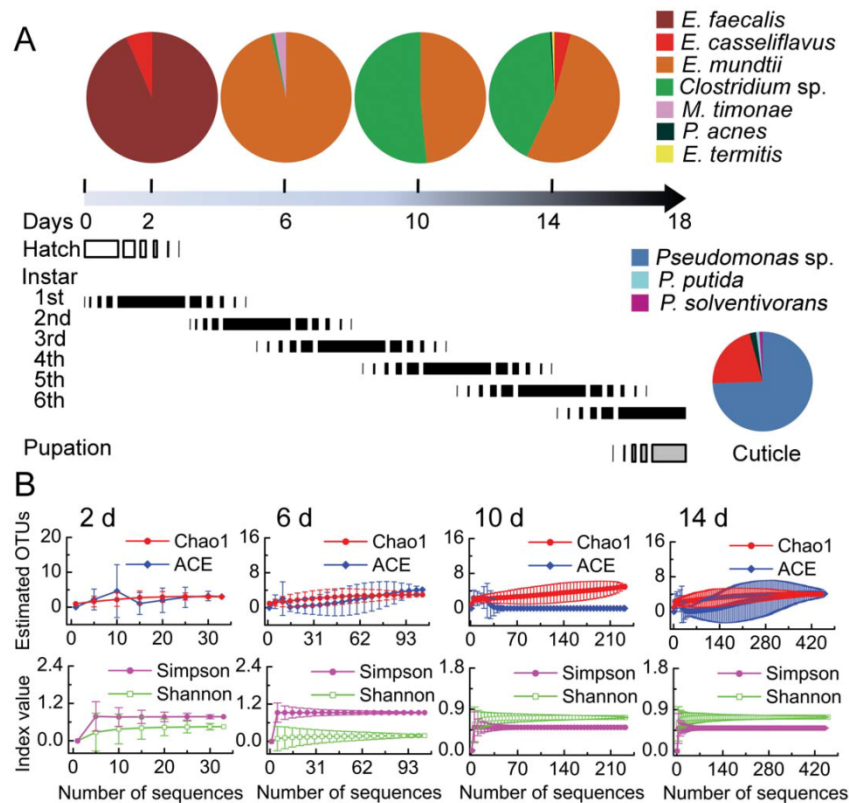 A
E. faecalis
E. casseliflavus
E. mundtii
Clostridium sp.
M. timonae
P. acnes
E. termitis
Days 0 2 6 10 14 18
Hatch
Instar
1st
2nd
3rd
4th
5th
6th
Pupation
Pseudomonas sp.
P. putida
P. solventivorans
Cuticle
B
2 d 6 d 10 d 14 d
Estimated OTUs
20
10
0
Chao1
ACE
0 10 20 30
16
8
0
Chao1
ACE
31 62 93
16
8
0
Chao1
ACE
0 70 140 210
16
8
0
Chao1
ACE
0 140 280 420
Index value
2.4
1.2
0.0
Simpson
Shannon
0 10 20 30
2.4
1.2
0.0
Simpson
Shannon
0 31 62 93
1.8
0.9
0.0
Simpson
Shannon
0 70 140 210
1.8
0.9
0.0
Simpson
Shannon
0 140 280 420
Number of sequences Number of sequences Number of sequences Number of sequences